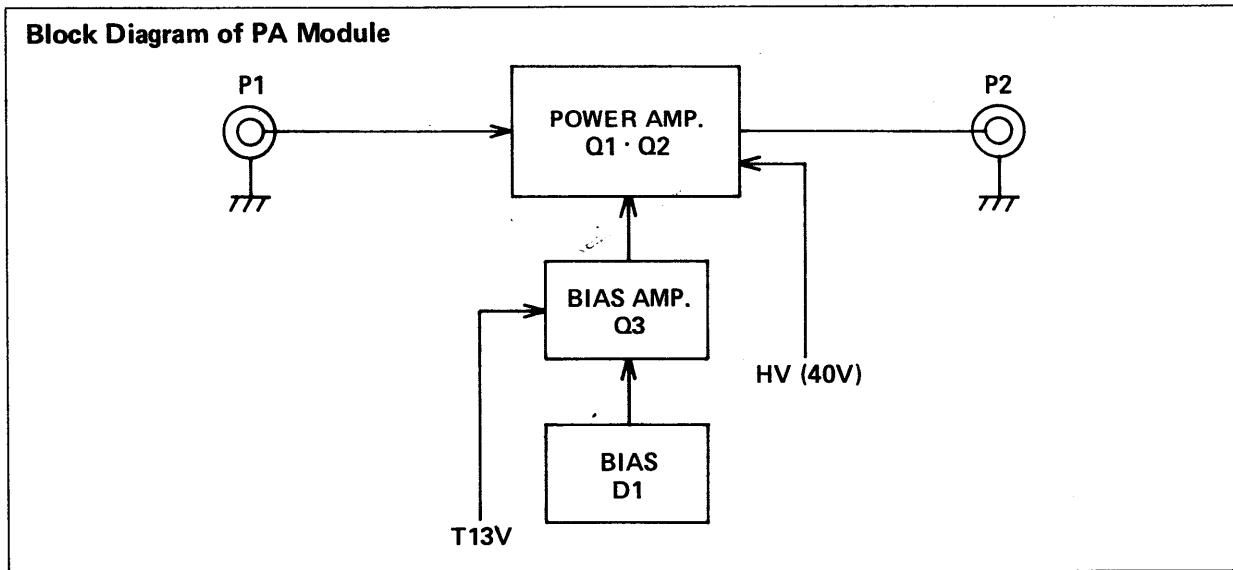 Block Diagram of PA Module
P1
P2
POWER AMP.
Q1 · Q2
BIAS AMP.
Q3
HV (40V)
BIAS
D1
T13V